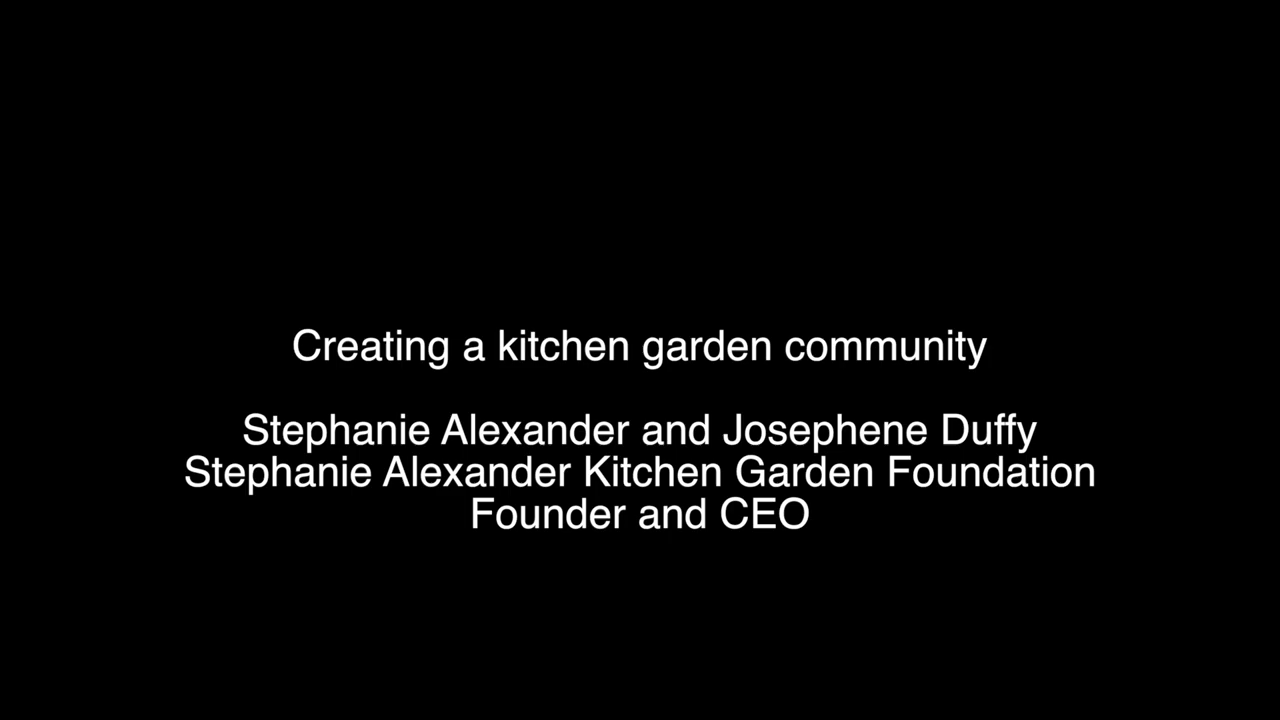 Creating a kitchen garden community
Stephanie Alexander and Josephene Duffy
Stephanie Alexander Kitchen Garden Foundation
Founder and CEO